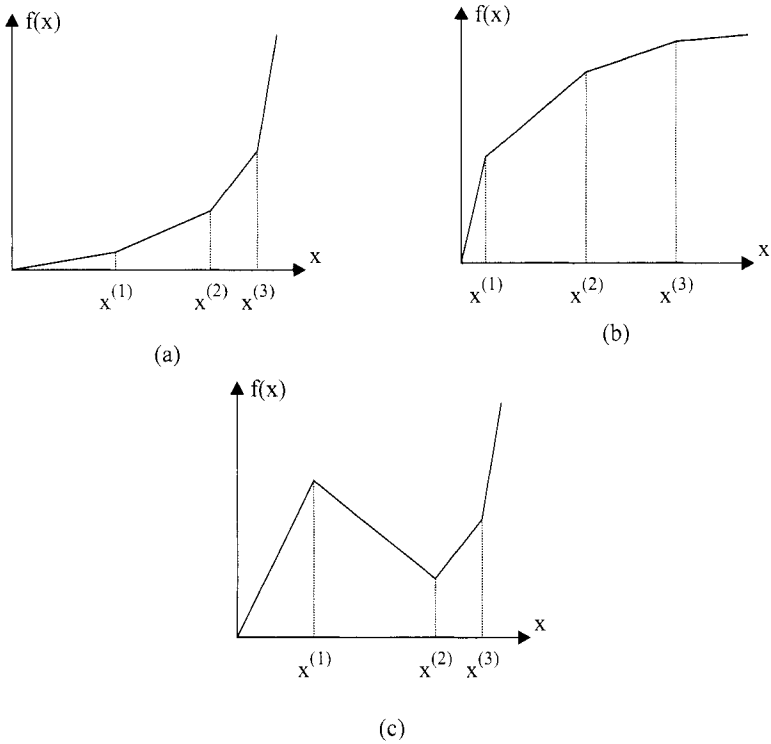 f(x)
x
x(1) x(2) x(3)
(a)
f(x)
x
x(1) x(2) x(3)
(b)
f(x)
x
x(1) x(2) x(3)
(c)